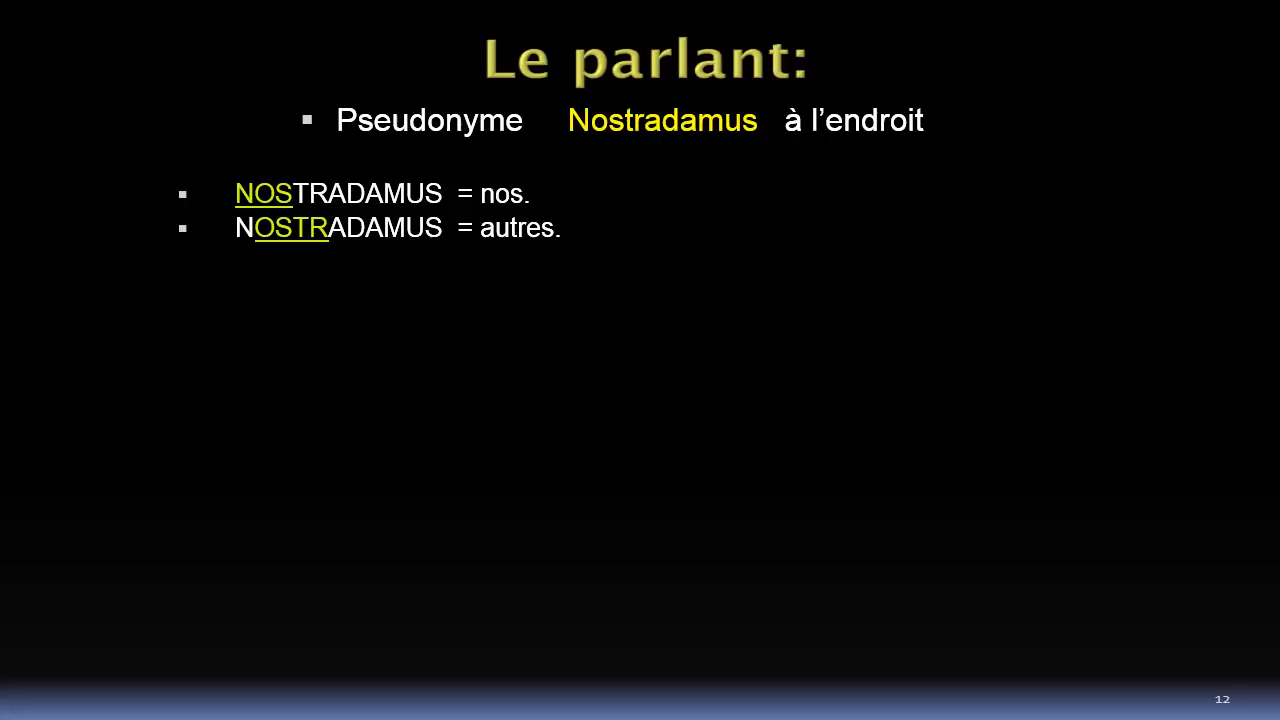 Le parlant:
▪ Pseudonyme Nostradamus à l’endroit
▪ NOSTRADAMUS = nos.
▪ NOSTRADAMUS = autres.
12